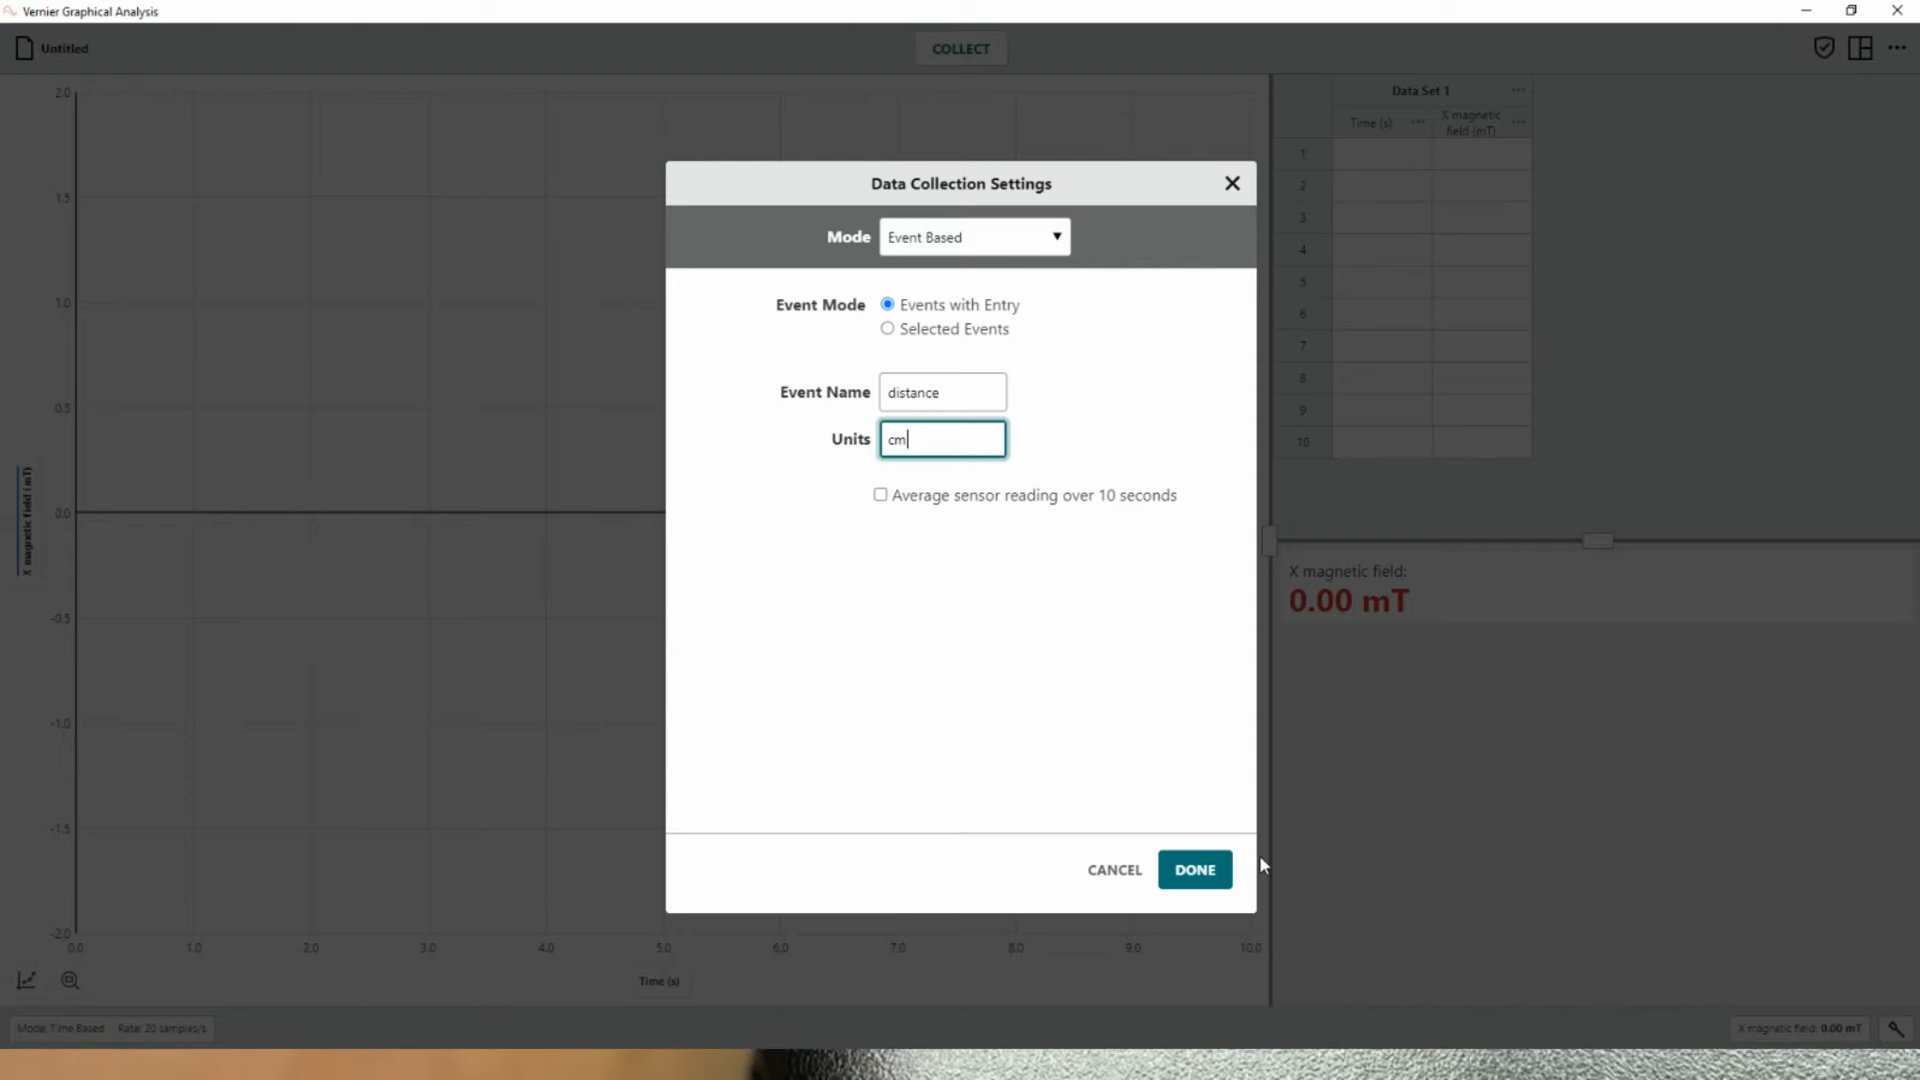 Vernier Graphical Analysis
Untitled
COLLECT
Data Set 1
Time (s)
X magnetic
field (mT)
1
2
3
4
5
6
7
8
9
10
2.0
1.5
1.0
0.5
0.0
-0.5
-1.0
-1.5
-2.0
X magnetic field (mT)
0.0 1.0 2.0 3.0 4.0 5.0 6.0 7.0 8.0 9.0 10.0
Time (s)
Data Collection Settings
Mode Event Based
Event Mode Events with Entry
Selected Events
Event Name distance
Units cm
Average sensor reading over 10 seconds
CANCEL DONE
X magnetic field:
0.00 mT
Mode: Time Based Rate: 20 samples/s
X magnetic field: 0.00 mT